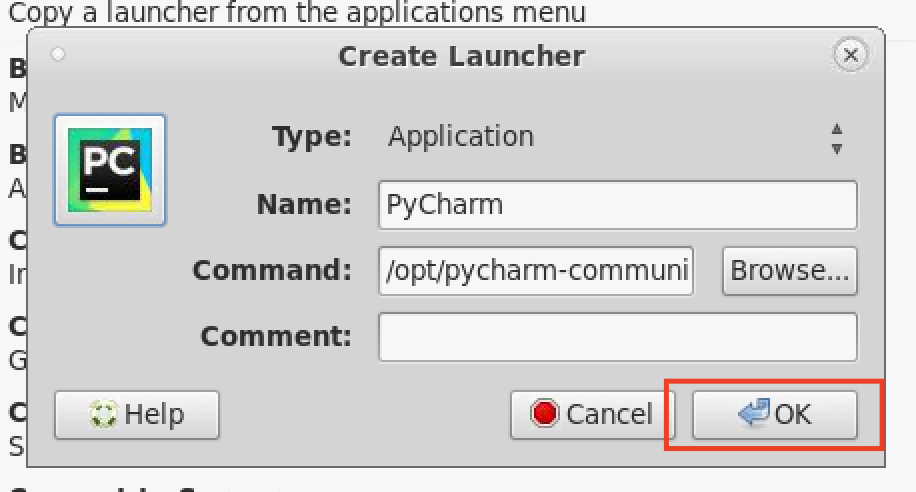 Copy a launcher from the applications menu
Create Launcher
B
M
PC
Type: Application
B
A
Name: PyCharm
C
Command: /opt/pycharm-communi Browse...
Comment:
C
G
C
Help Cancel OK
S